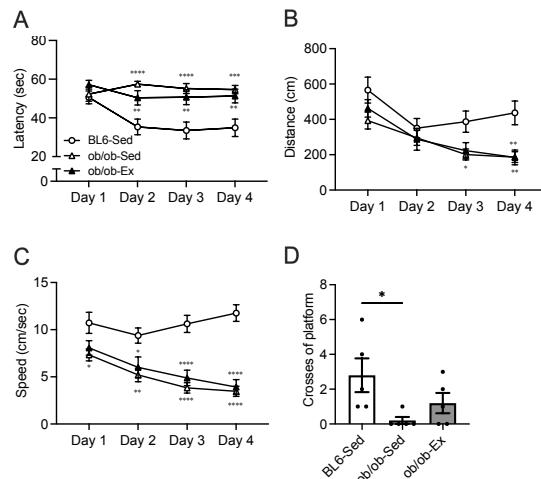 A
80
60
40
20
0
Latency (sec)
****
****
***
**
**
**
BL6-Sed
ob/ob-Sed
ob/ob-Ex
Day 1 Day 2 Day 3 Day 4
B
800
600
400
200
0
Distance (cm)
**
*
**
Day 1 Day 2 Day 3 Day 4
C
15
10
5
0
Speed (cm/sec)
*
****
****
*
**
****
****
Day 1 Day 2 Day 3 Day 4
D
8
6
4
2
0
Crosses of platform
*
BL6-Sed
ob/ob-Sed
ob/ob-Ex